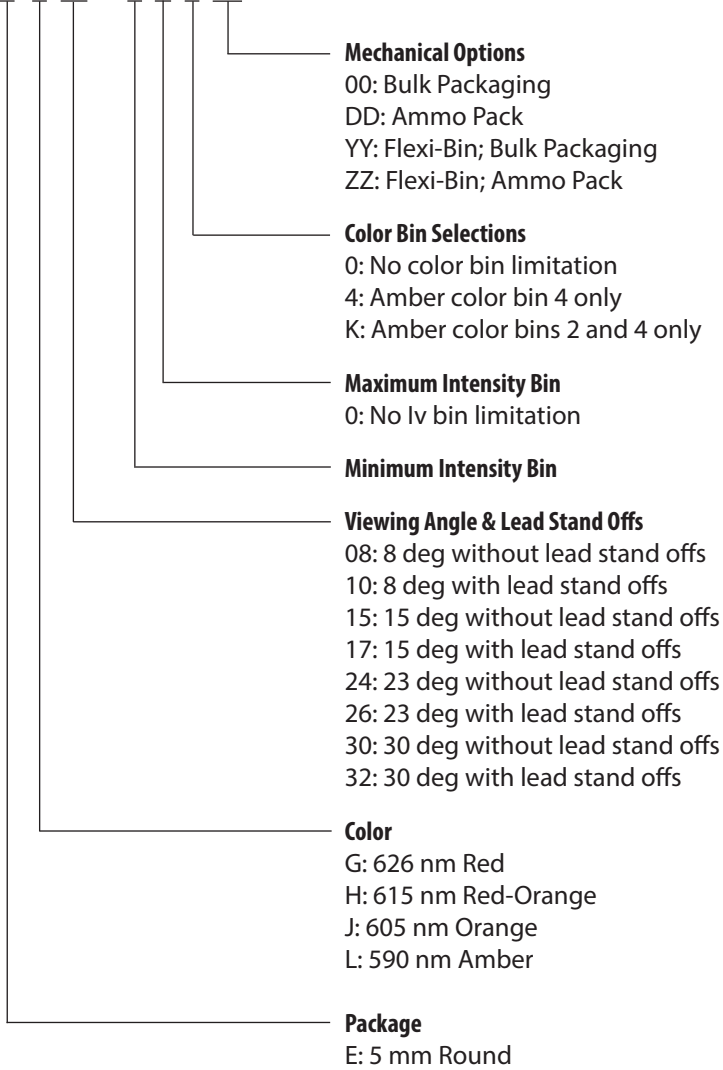 Mechanical Options
00: Bulk Packaging
DD: Ammo Pack
YY: Flexi-Bin; Bulk Packaging
ZZ: Flexi-Bin; Ammo Pack
Color Bin Selections
0: No color bin limitation
4: Amber color bin 4 only
K: Amber color bins 2 and 4 only
Maximum Intensity Bin
0: No Iv bin limitation
Minimum Intensity Bin
Viewing Angle & Lead Stand Offs
08: 8 deg without lead stand offs
10: 8 deg with lead stand offs
15: 15 deg without lead stand offs
17: 15 deg with lead stand offs
24: 23 deg without lead stand offs
26: 23 deg with lead stand offs
30: 30 deg without lead stand offs
32: 30 deg with lead stand offs
Color
G: 626 nm Red
H: 615 nm Red-Orange
J: 605 nm Orange
L: 590 nm Amber
Package
E: 5 mm Round